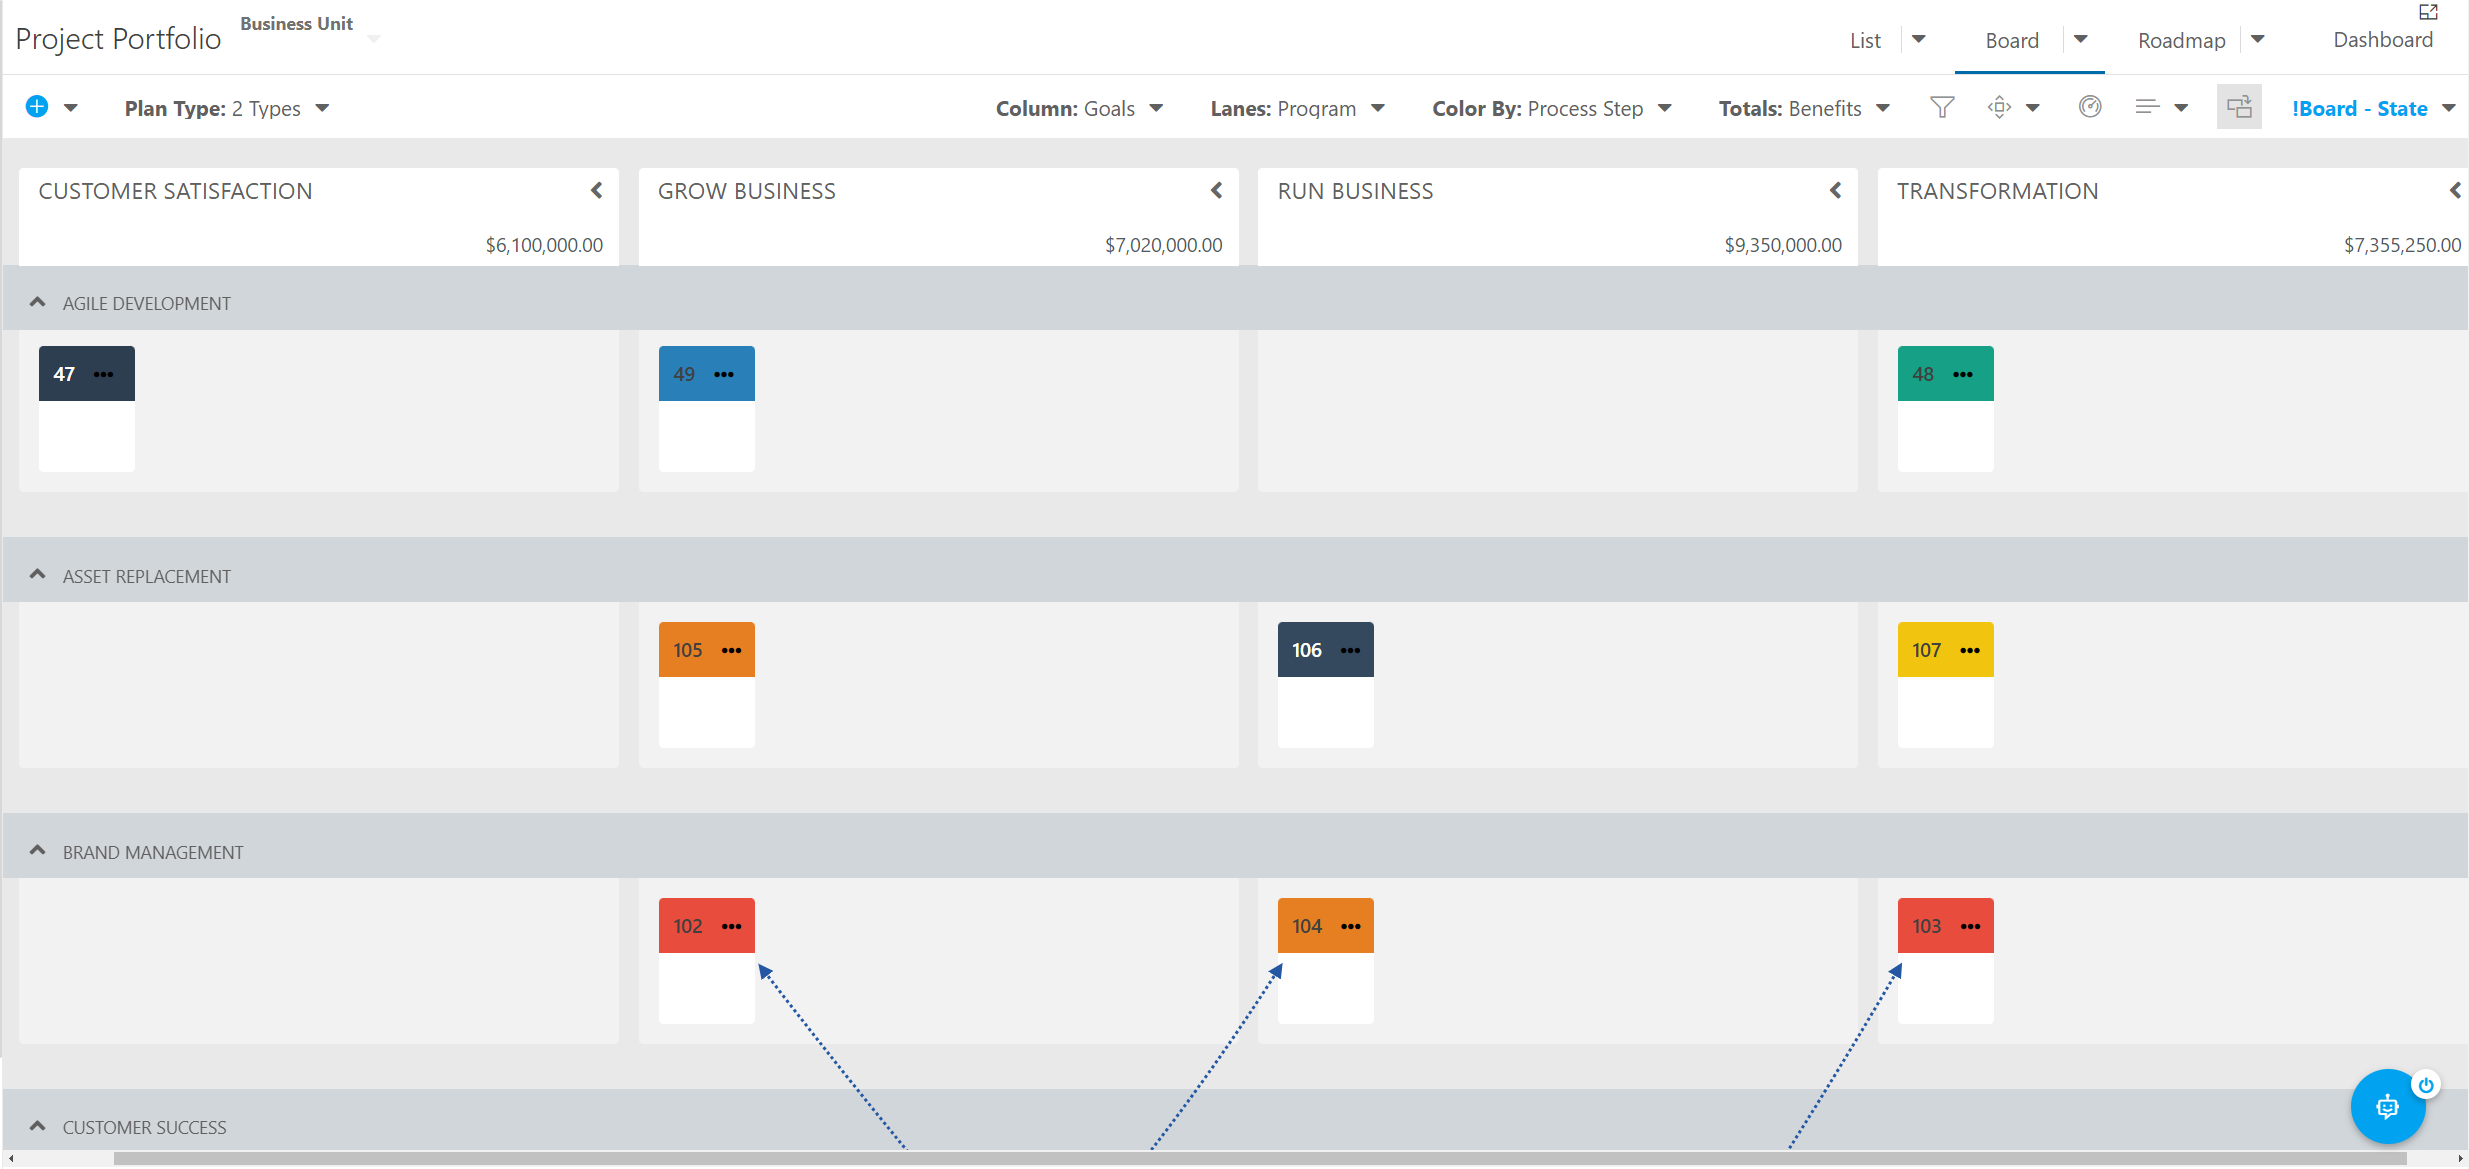 Project Portfolio
Business Unit
List
Board
Roadmap
Dashboard
Plan Type: 2 Types
Column: Goals
Lanes: Program
Color By: Process Step
Totals: Benefits
!Board - State
CUSTOMER SATISFACTION
$6,100,000.00
GROW BUSINESS
$7,020,000.00
RUN BUSINESS
$9,350,000.00
TRANSFORMATION
$7,355,250.00
AGILE DEVELOPMENT
47
49
48
ASSET REPLACEMENT
105
106
107
BRAND MANAGEMENT
102
104
103
CUSTOMER SUCCESS